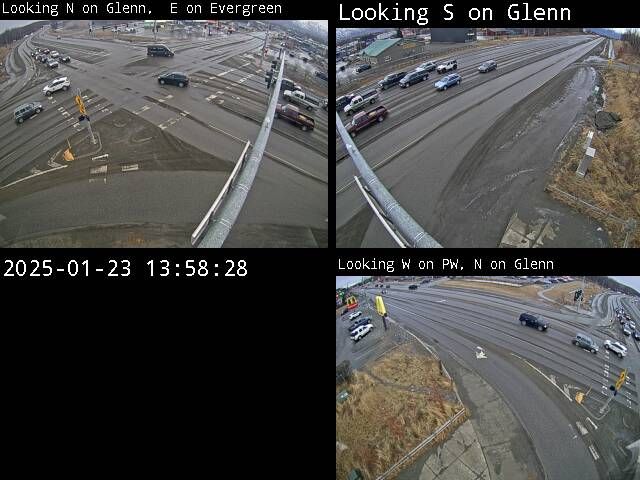 Looking N on Glenn,  E on Evergreen
Looking S on Glenn
2025-01-23 13:58:28
Looking W on PW, N on Glenn